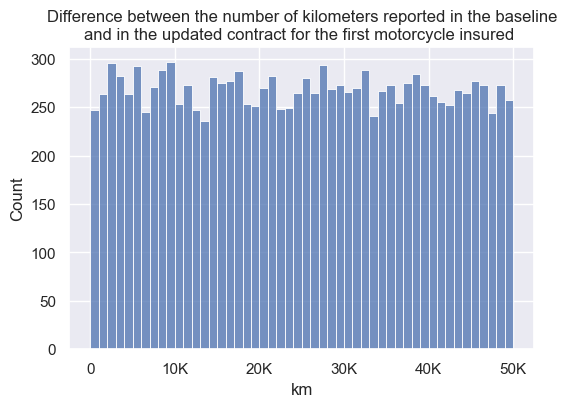 Difference between the number of kilometers reported in the baseline
and in the updated contract for the first motorcycle insured
300
250
200
150
100
50
0
Count
0 10K 20K 30K 40K 50K
km